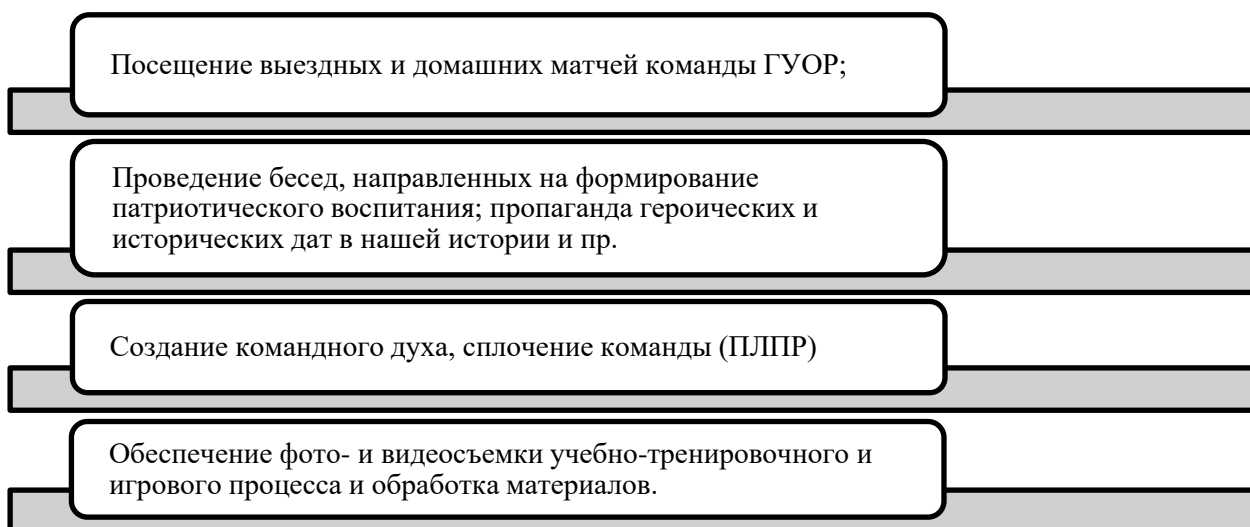 Посещение выездных и домашних матчей команды ГУОР;
Проведение бесед, направленных на формирование
патриотического воспитания; пропаганда героических и
исторических дат в нашей истории и пр.
Создание командного духа, сплочение команды (ПЛПР)
Обеспечение фото- и видеосъемки учебно-тренировочного и
игрового процесса и обработка материалов.